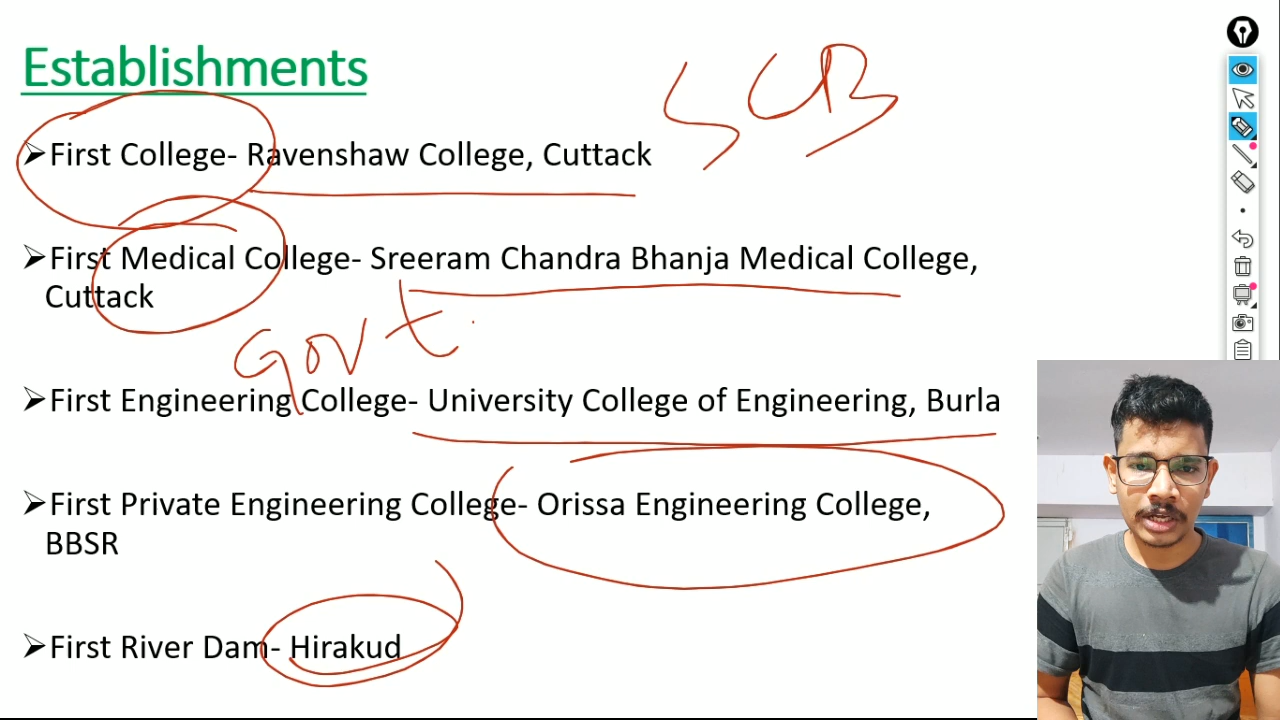 Establishments
SCB
➢First College- Ravenshaw College, Cuttack
➢First Medical College- Sreeram Chandra Bhanja Medical College,
Cuttack
Govt
➢First Engineering College- University College of Engineering, Burla
➢First Private Engineering College- Orissa Engineering College,
BBSR
➢First River Dam- Hirakud